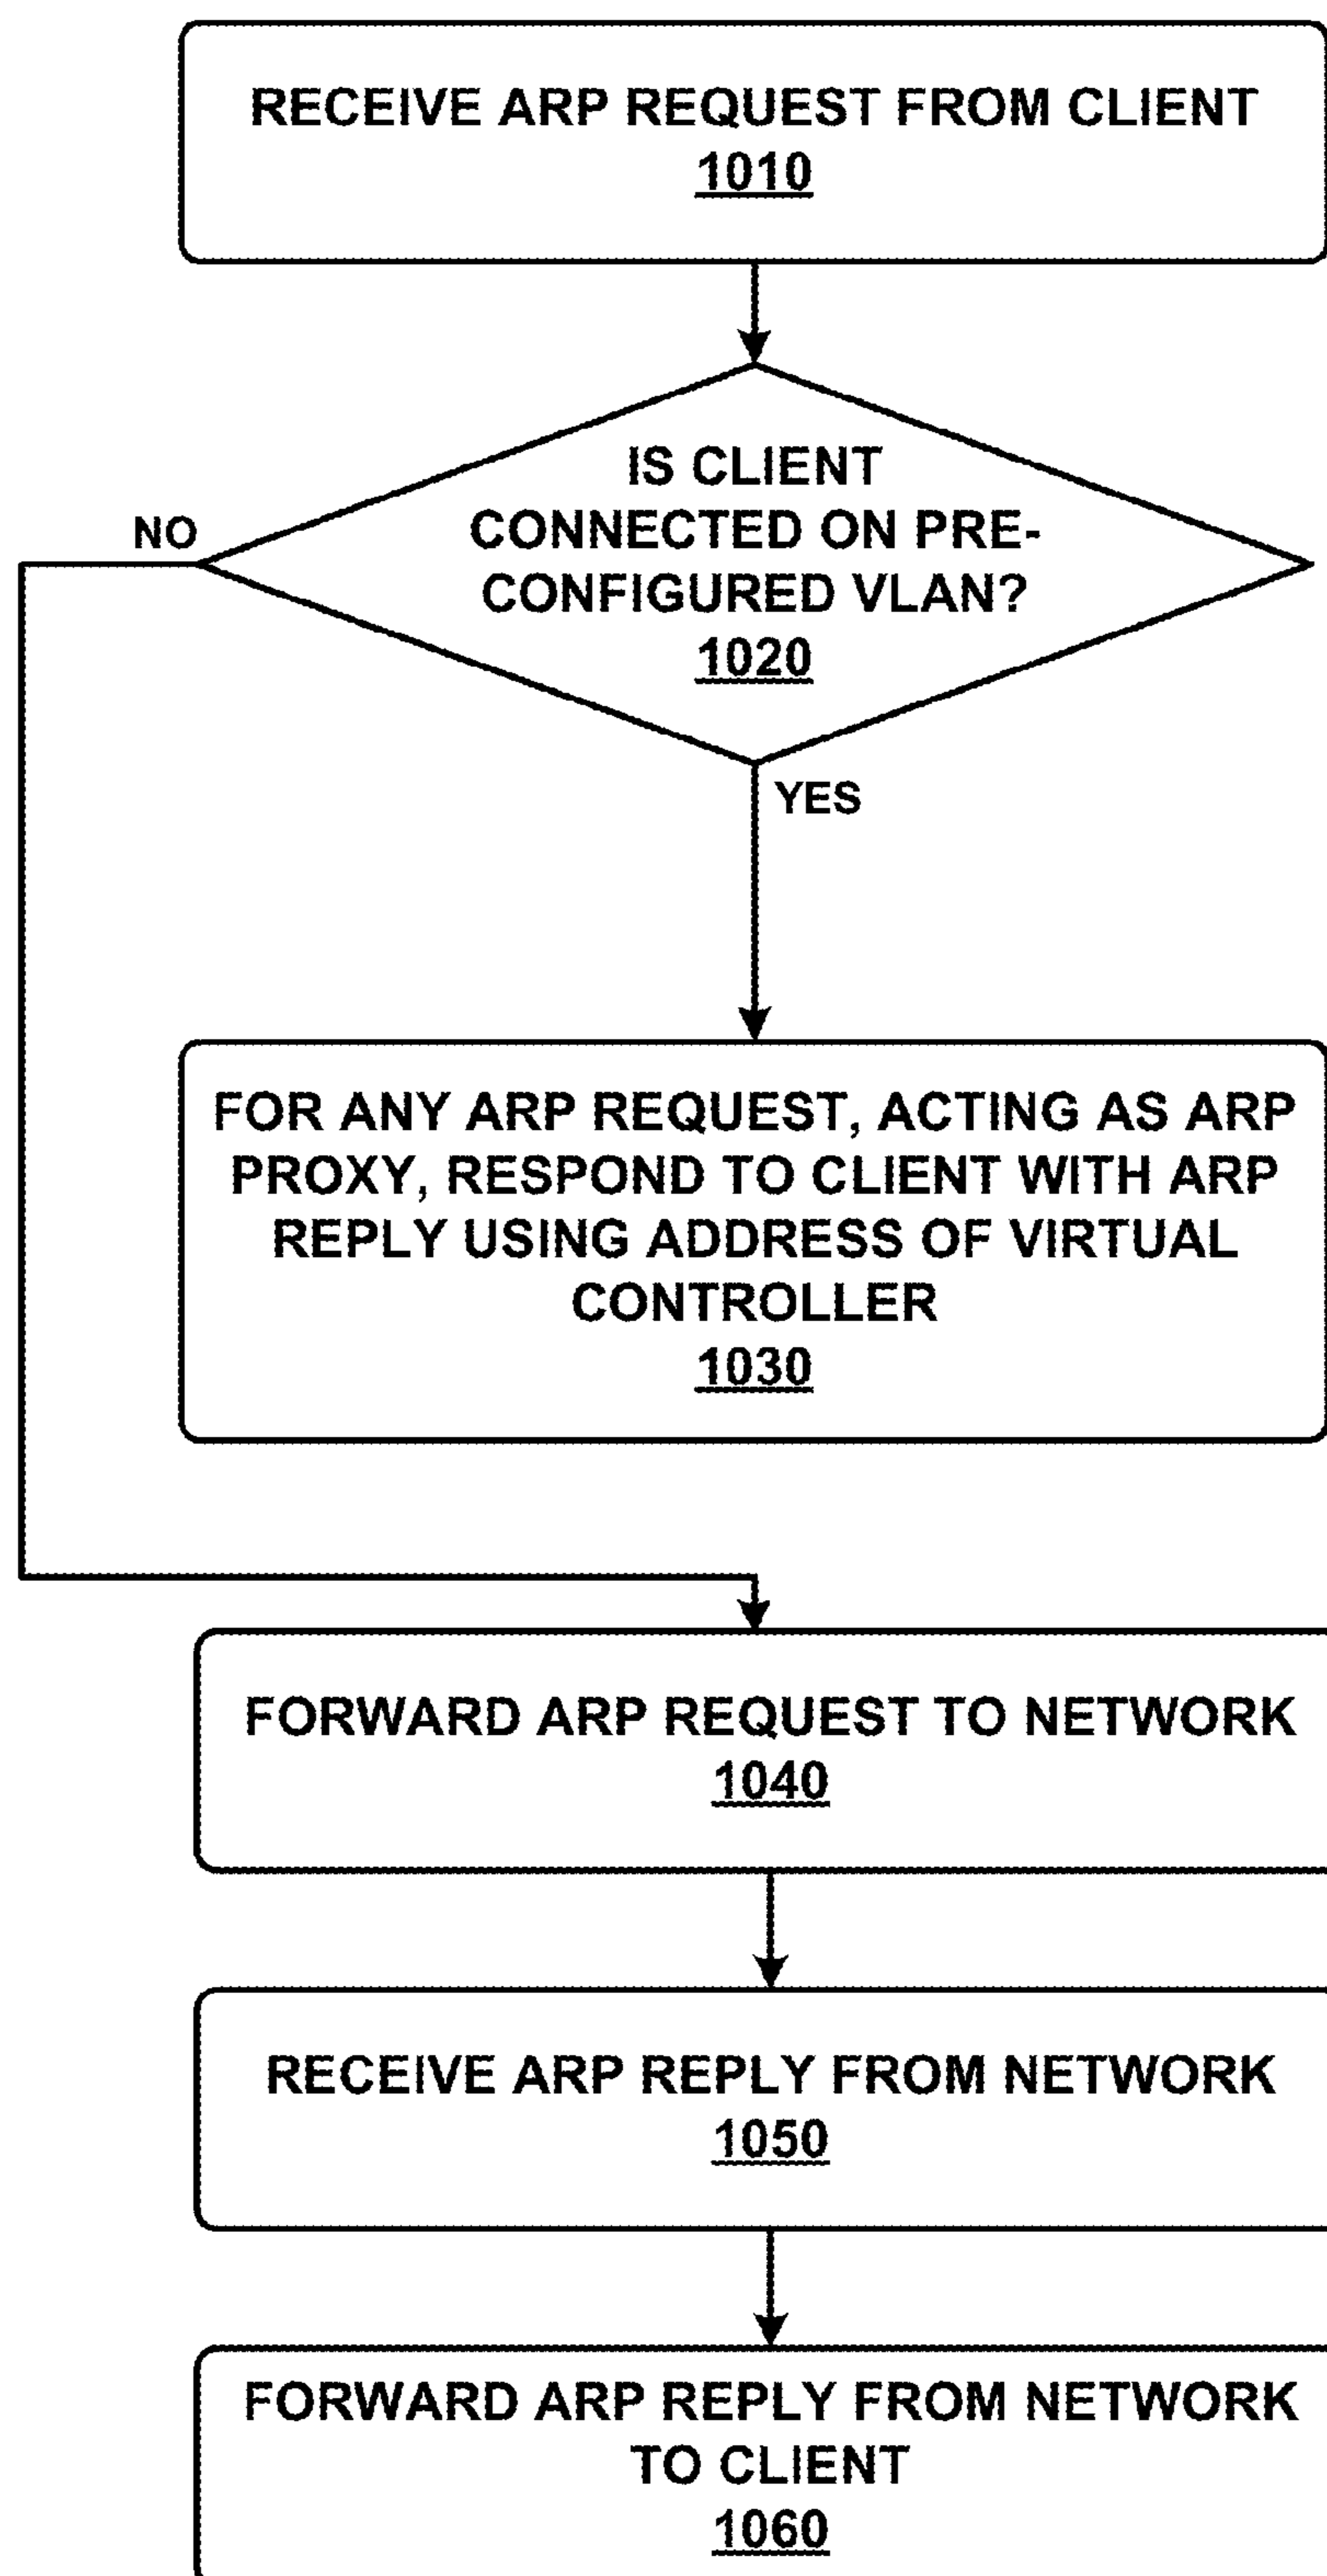 RECEIVE ARP REQUEST FROM CLIENT
1010
IS CLIENT
CONNECTED ON PRE-
CONFIGURED VLAN?
1020
NO
YES
FOR ANY ARP REQUEST, ACTING AS ARP
PROXY, RESPOND TO CLIENT WITH ARP
REPLY USING ADDRESS OF VIRTUAL
CONTROLLER
1030
FORWARD ARP REQUEST TO NETWORK
1040
RECEIVE ARP REPLY FROM NETWORK
1050
FORWARD ARP REPLY FROM NETWORK
TO CLIENT
1060